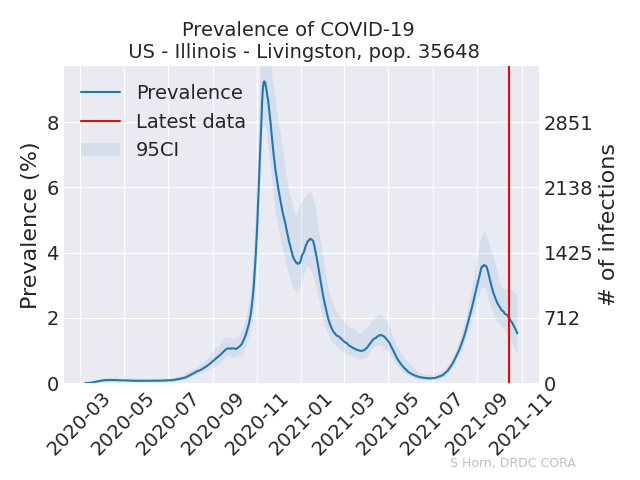 Prevalence of COVID-19
US - Illinois - Livingston, pop. 35648
Prevalence
Latest data
95CI
Prevalence (%)
8
6
4
2
0
2851
2138
1425
712
0
# of infections
2020-03
2020-05
2020-07
2020-09
2020-11
2021-01
2021-03
2021-05
2021-07
2021-09
2021-11
S Horn, DRDC CORA